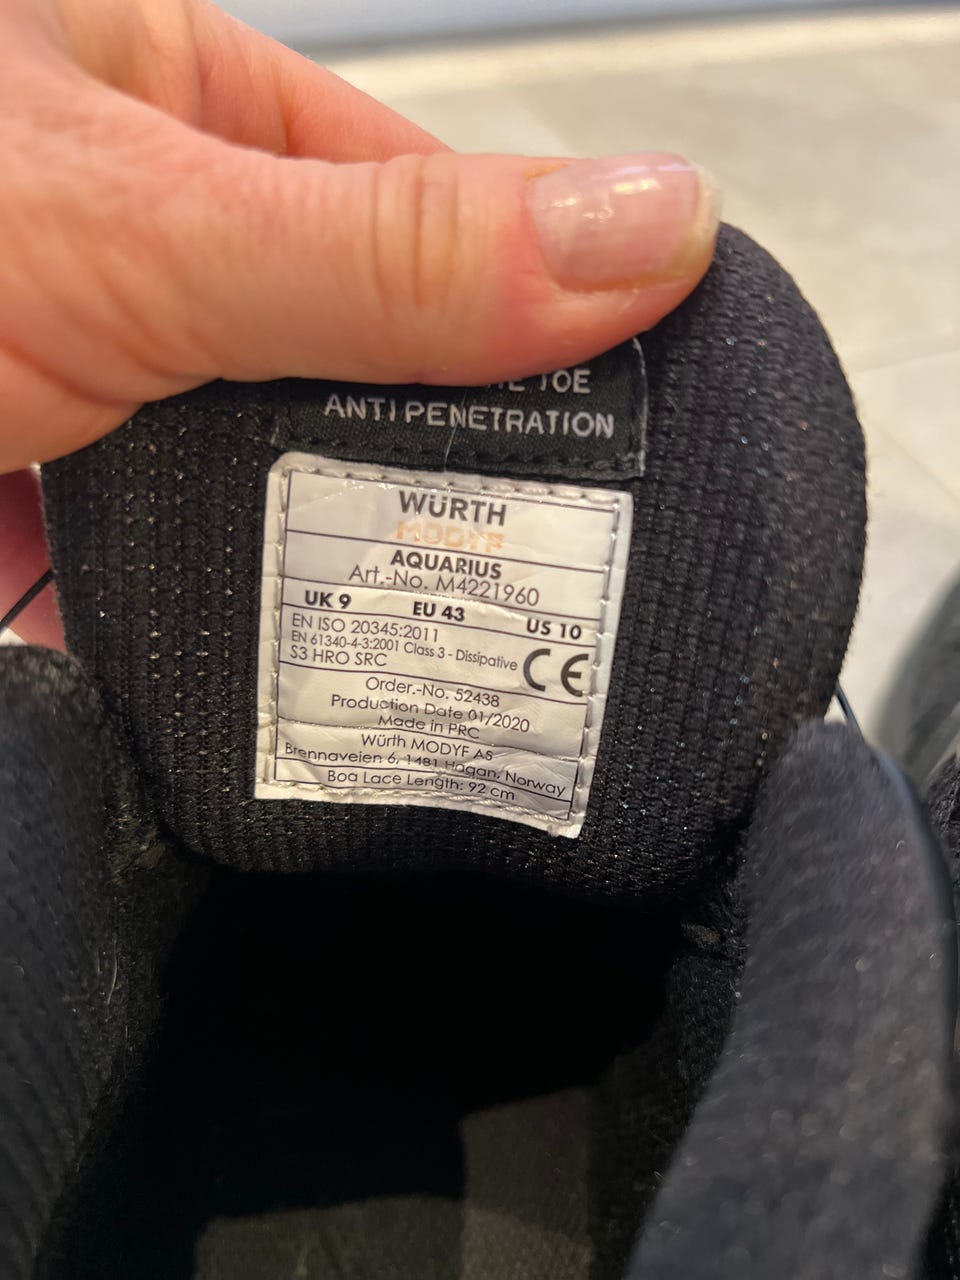 TOE
ANTI PENETRATION
WÜRTH
MODYF
AQUARIUS
Art.-No. M4221960
UK 9 EU 43 US 10
EN ISO 20345:2011
EN 61340-4-3:2001 Class 3 - Dissipative
S3 HRO SRC
CE
Order.-No. 52438
Production Date 01/2020
Made in PRC
Würth MODYF AS
Brennaveien 6, 1481 Hagan, Norway
Boa Lace Length: 92 cm